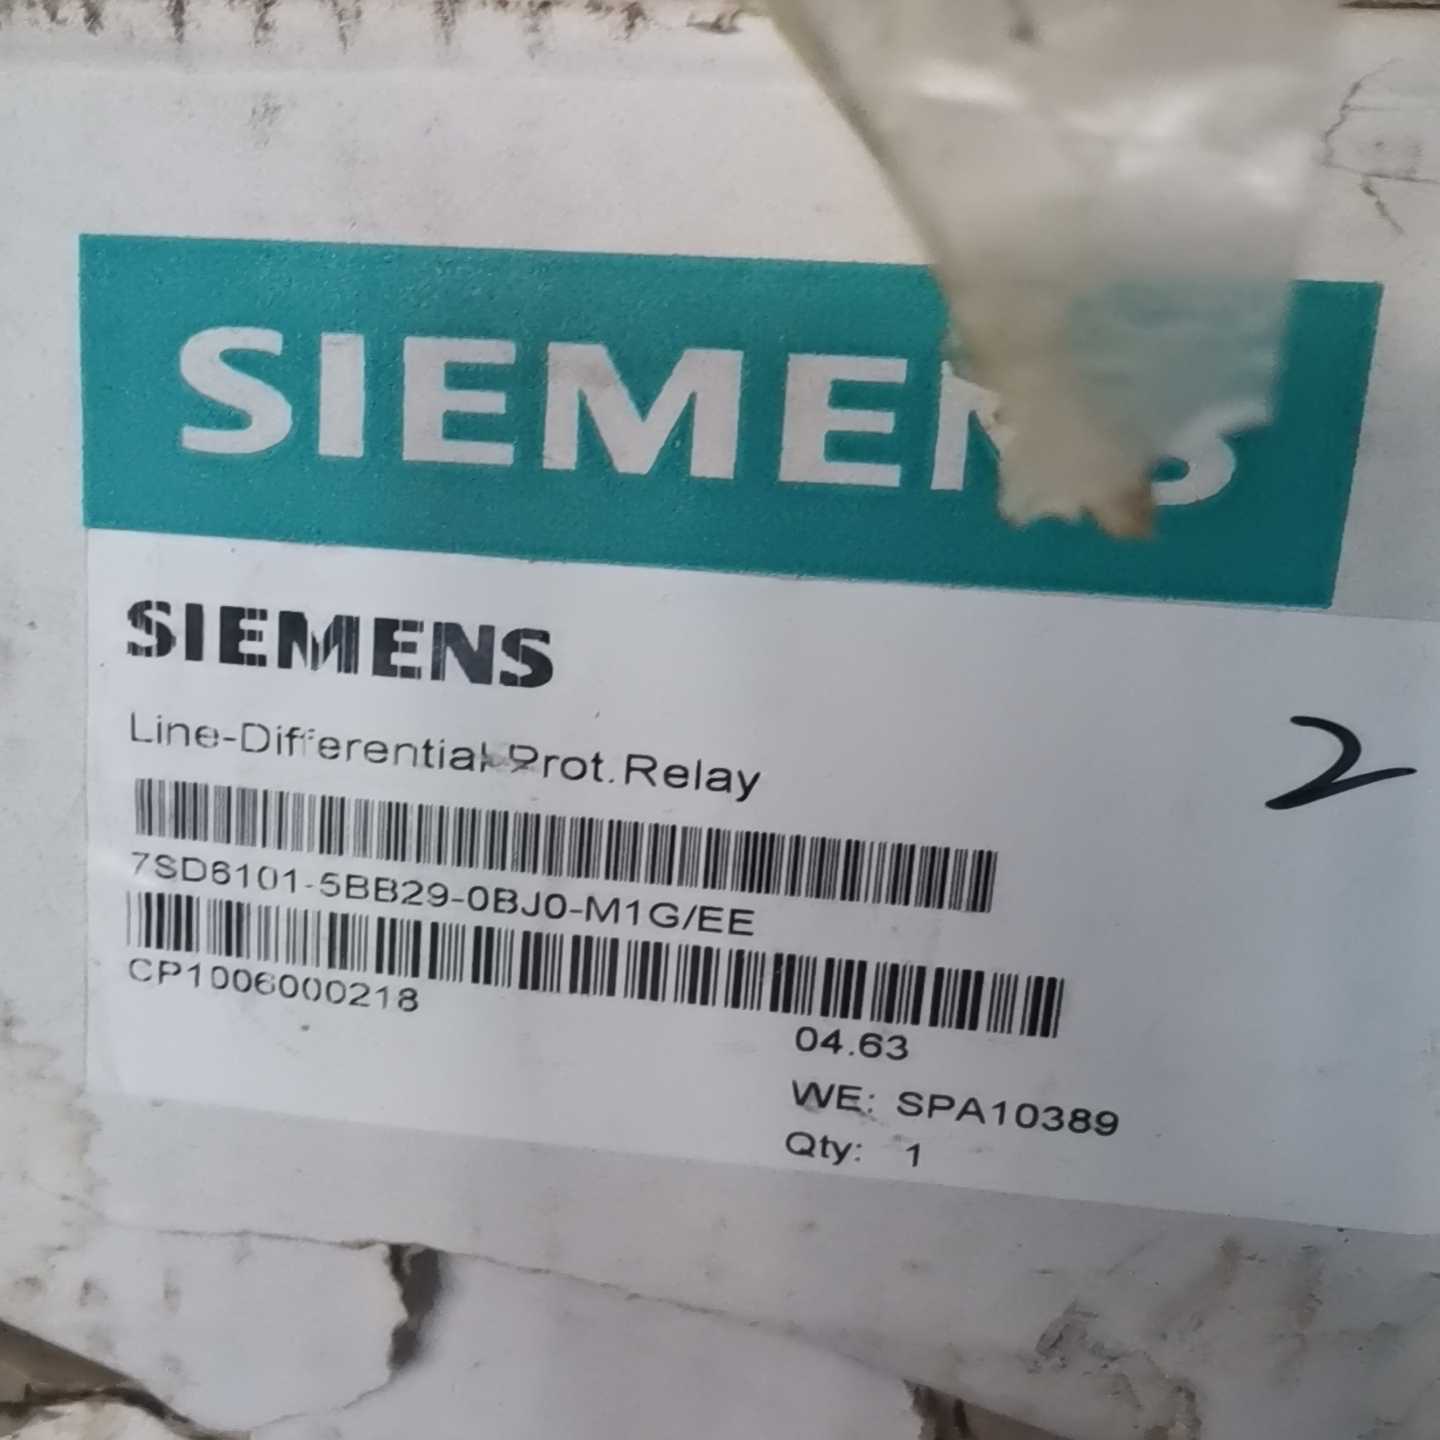 SIEMENS
SIEMENS
Line-Differential Prot. Relay
2
7SD6101-5BB29-0BJ0-M1G/EE
CP1006000218
04.63
WE: SPA10389
Qty: 1